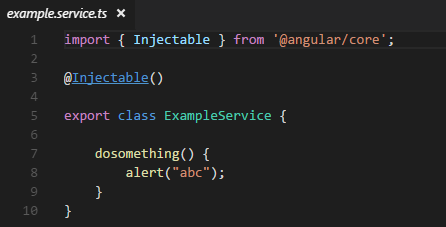 example.service.ts ×
1 import { Injectable } from '@angular/core';
2
3 @Injectable()
4
5 export class ExampleService {
6
7     dosomething() {
8         alert("abc");
9     }
10 }